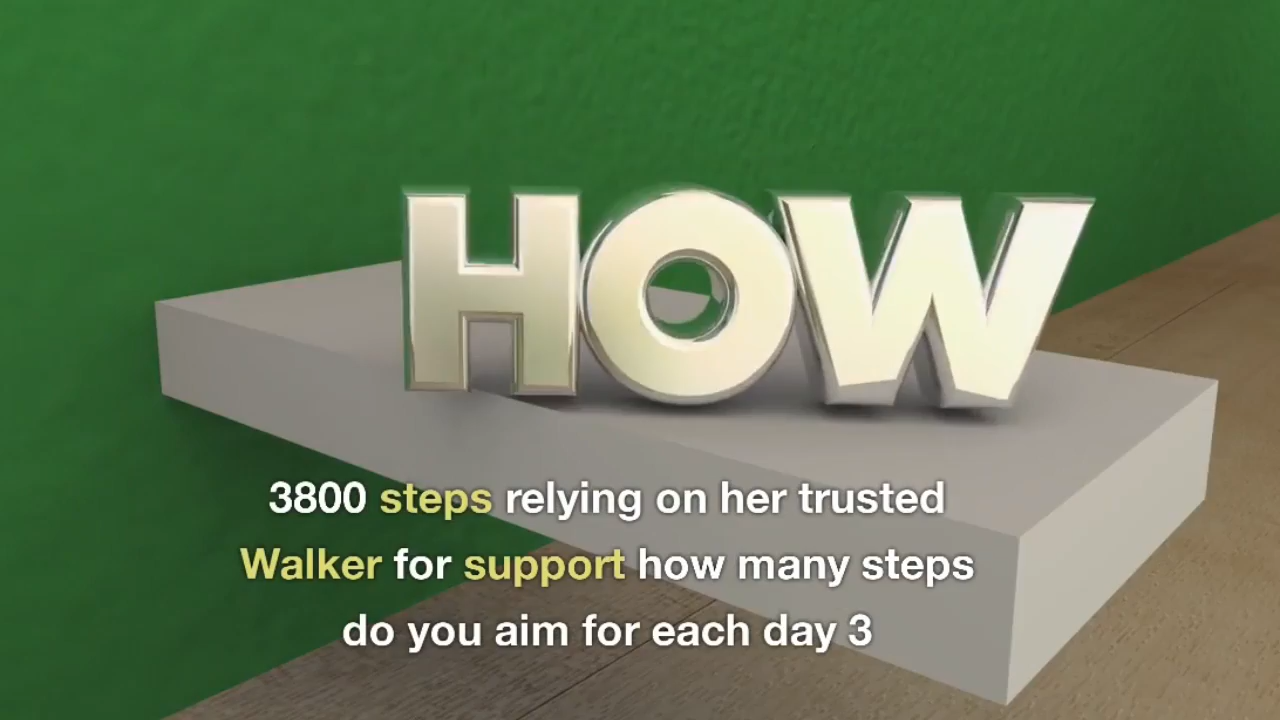 HOW
3800 steps relying on her trusted
Walker for support how many steps
do you aim for each day 3